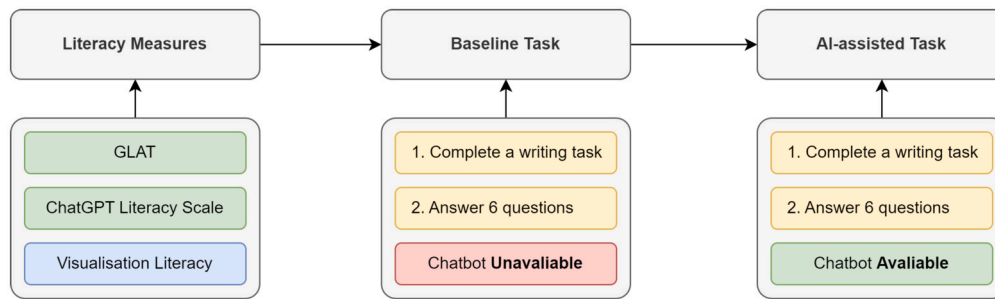 Literacy Measures
Baseline Task
AI-assisted Task
GLAT
ChatGPT Literacy Scale
Visualisation Literacy
1. Complete a writing task
2. Answer 6 questions
Chatbot Unavaliable
1. Complete a writing task
2. Answer 6 questions
Chatbot Avaliable